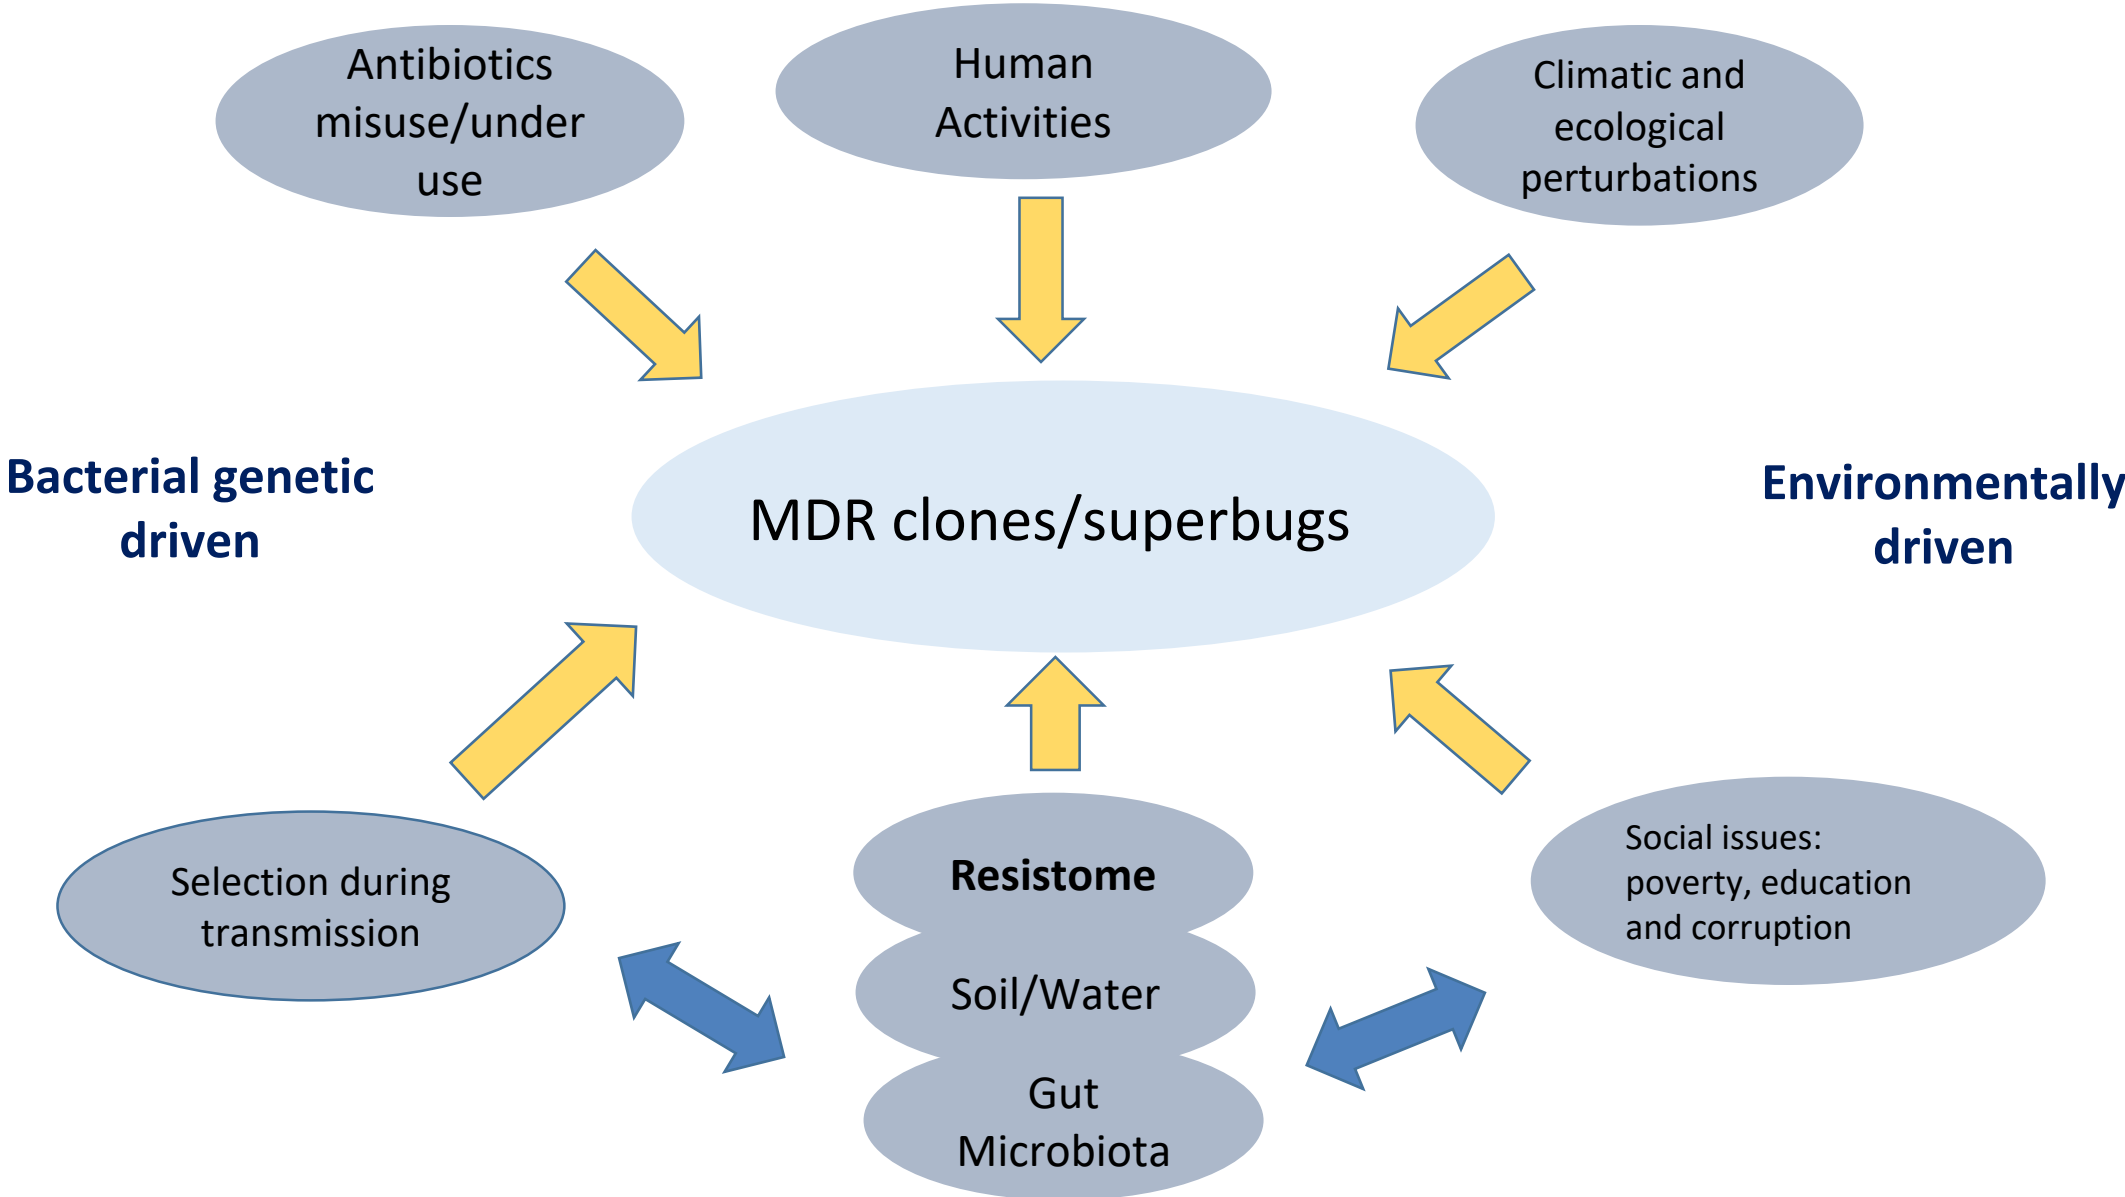 Antibiotics
misuse/under
use
Human
Activities
Climatic and
ecological
perturbations
Bacterial genetic
driven
MDR clones/superbugs
Environmentally
driven
Selection during
transmission
Resistome
Soil/Water
Gut
Microbiota
Social issues:
poverty, education
and corruption